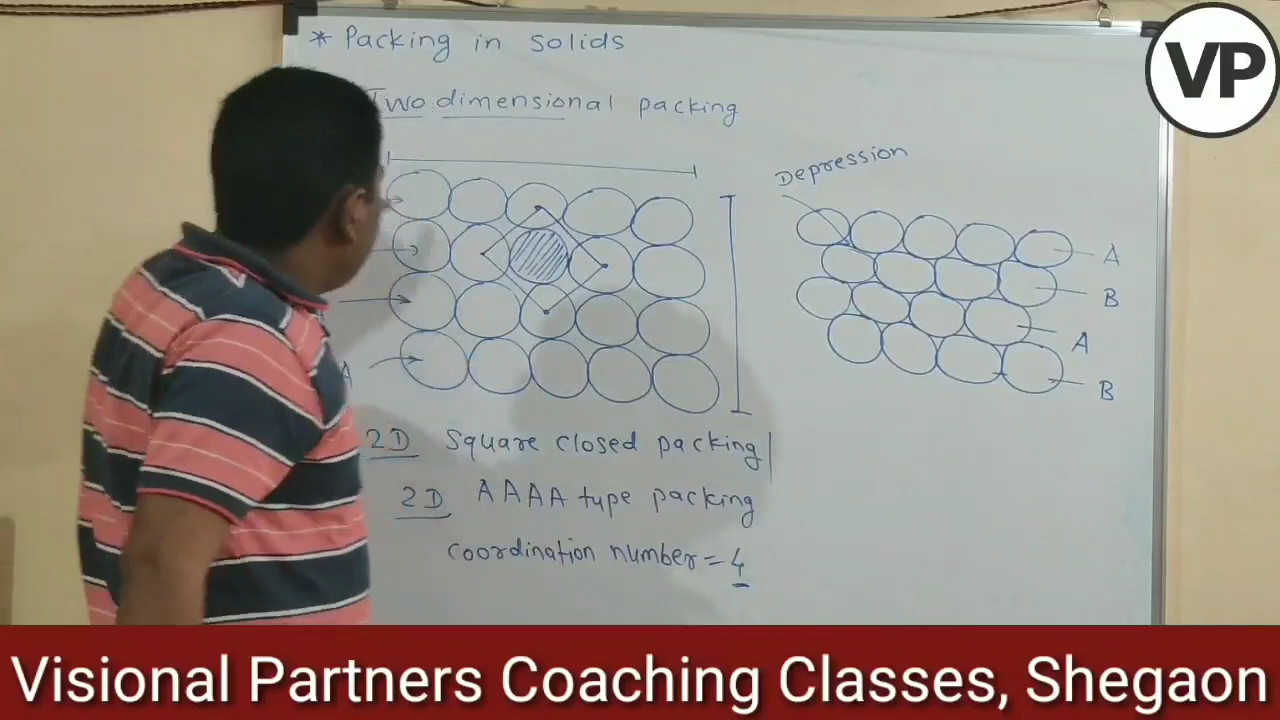 * Packing in solids
Two dimensional packing
Depression
A
B
A
B
A
2D Square closed packing
2D AAAA type packing
coordination number = 4
VP
Visional Partners Coaching Classes, Shegaon